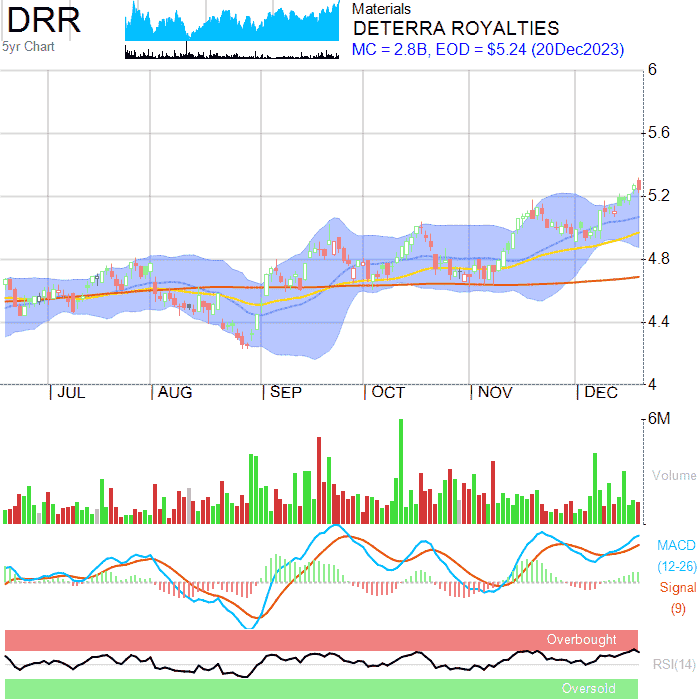 DRR
5yr Chart
Materials
DETERRA ROYALTIES
MC = 2.8B, EOD = $5.24 (20Dec2023)
6
5.6
5.2
4.8
4.4
4
JUL AUG SEP OCT NOV DEC
6M
Volume
MACD
(12-26)
Signal
(9)
Overbought
RSI(14)
Oversold